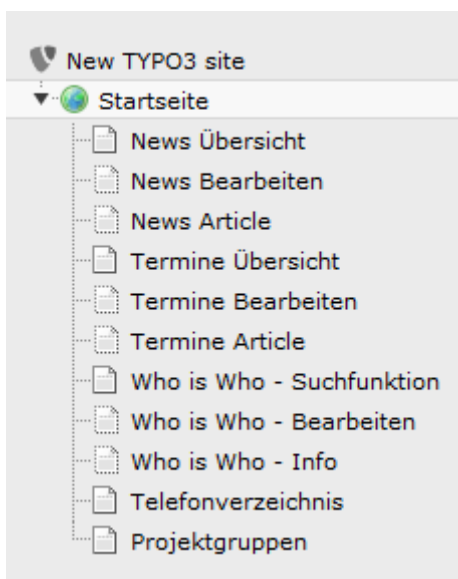 New TYPO3 site
Startseite
News Übersicht
News Bearbeiten
News Article
Termine Übersicht
Termine Bearbeiten
Termine Article
Who is Who - Suchfunktion
Who is Who - Bearbeiten
Who is Who - Info
Telefonverzeichnis
Projektgruppen